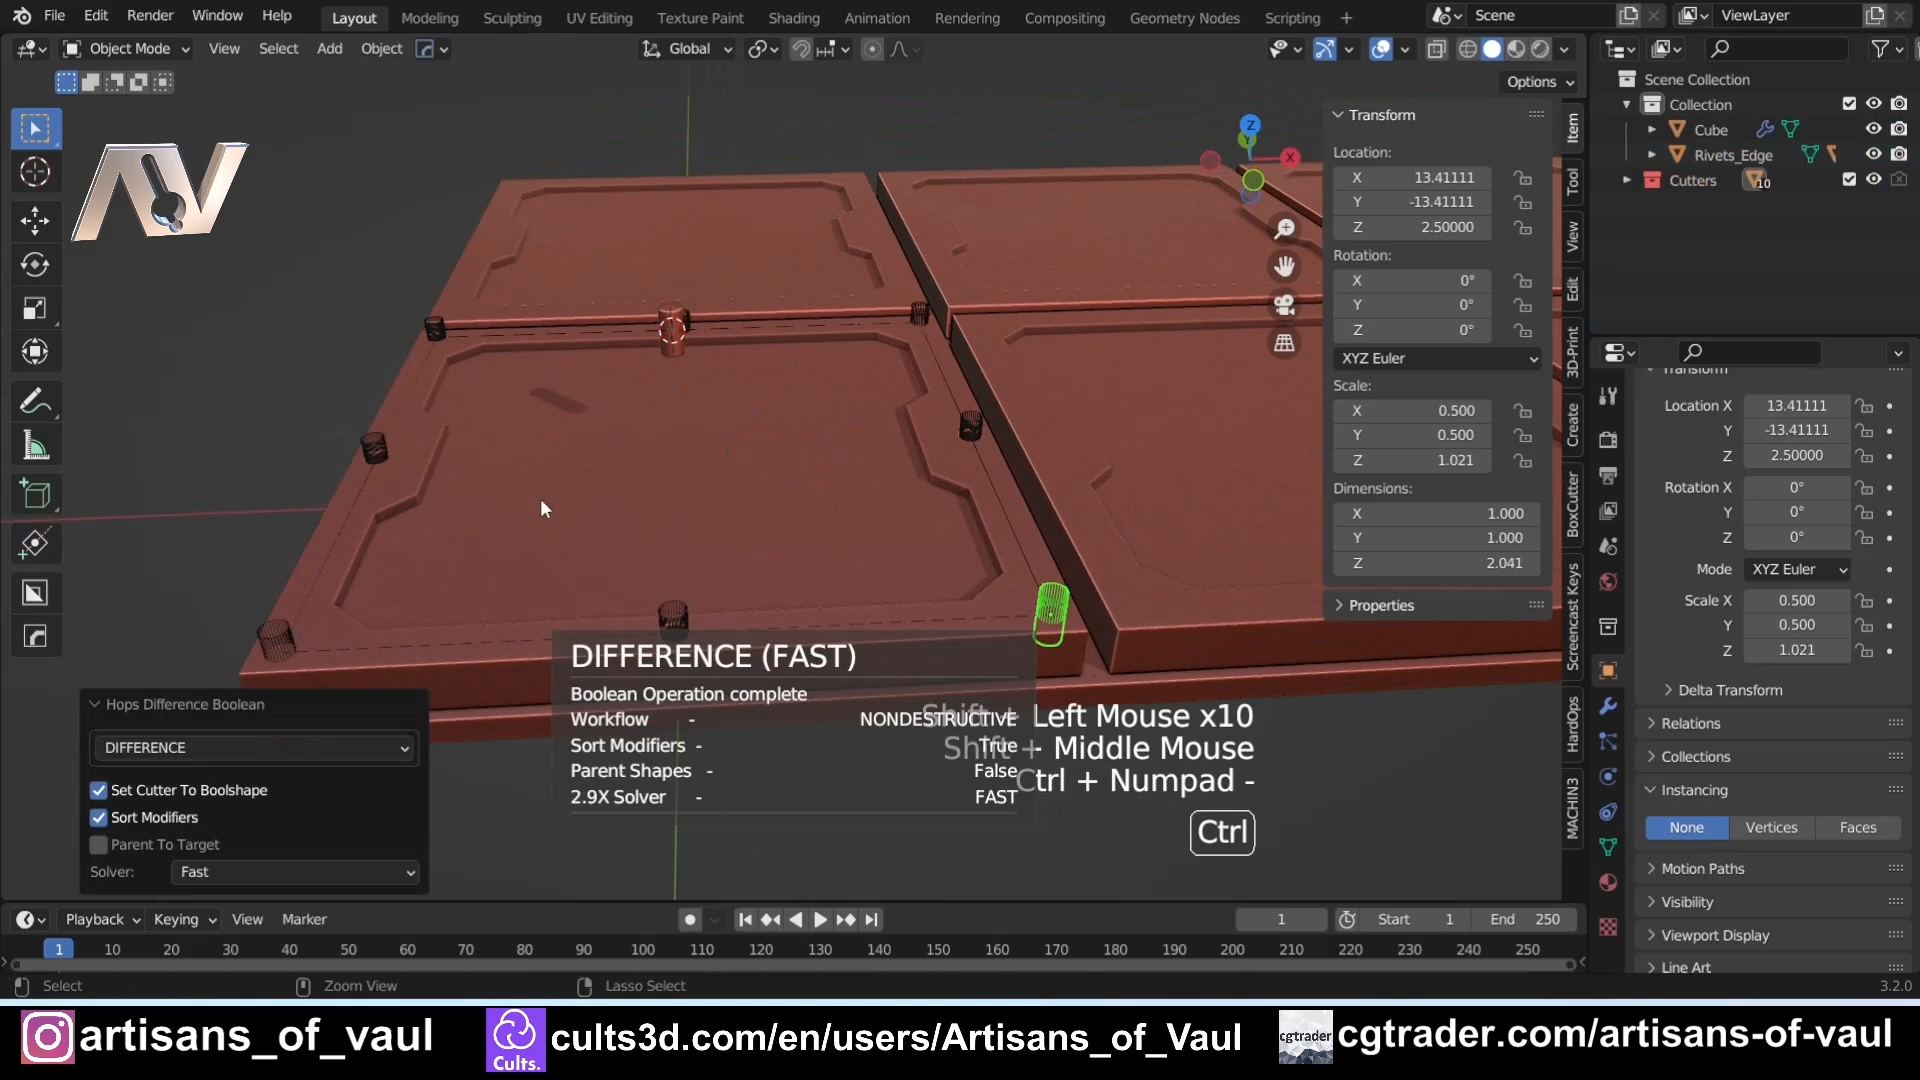 File Edit Render Window Help Layout Modeling Sculpting UV Editing Texture Paint Shading Animation Rendering Compositing Geometry Nodes Scripting + Scene ViewLayer
Object Mode View Select Add Object Global
Options
AV
Transform
Location:
X 13.41111
Y -13.41111
Z 2.50000
Rotation:
X 0°
Y 0°
Z 0°
XYZ Euler
Scale:
X 0.500
Y 0.500
Z 1.021
Dimensions:
X 1.000
Y 1.000
Z 2.041
Properties
Z
X
Item
Tool
View
Edit
3D-Print
Create
BoxCutter
Screencast Keys
HardOps
MACHIN3
Scene Collection
Collection
Cube
Rivets_Edge
Cutters 10
Transform
Location X 13.41111
Y -13.41111
Z 2.50000
Rotation X 0°
Y 0°
Z 0°
Mode XYZ Euler
Scale X 0.500
Y 0.500
Z 1.021
Delta Transform
Relations
Collections
Instancing
None Vertices Faces
Motion Paths
Visibility
Viewport Display
Line Art
Hops Difference Boolean
DIFFERENCE
Set Cutter To Boolshape
Sort Modifiers
Parent To Target
Solver: Fast
DIFFERENCE (FAST)
Boolean Operation complete
Workflow - NONDESTRUCTIVE
Sort Modifiers - True
Parent Shapes - False
2.9X Solver - FAST
Shift + Left Mouse x10
Shift + Middle Mouse
Ctrl + Numpad -
Ctrl
Playback Keying View Marker 1 Start 1 End 250
1 10 20 30 40 50 60 70 80 90 100 110 120 130 140 150 160 170 180 190 200 210 220 230 240 250
Select Zoom View Lasso Select 3.2.0
artisans_of_vaul Cults. cults3d.com/en/users/Artisans_of_Vaul cgtrader cgtrader.com/artisans-of-vaul